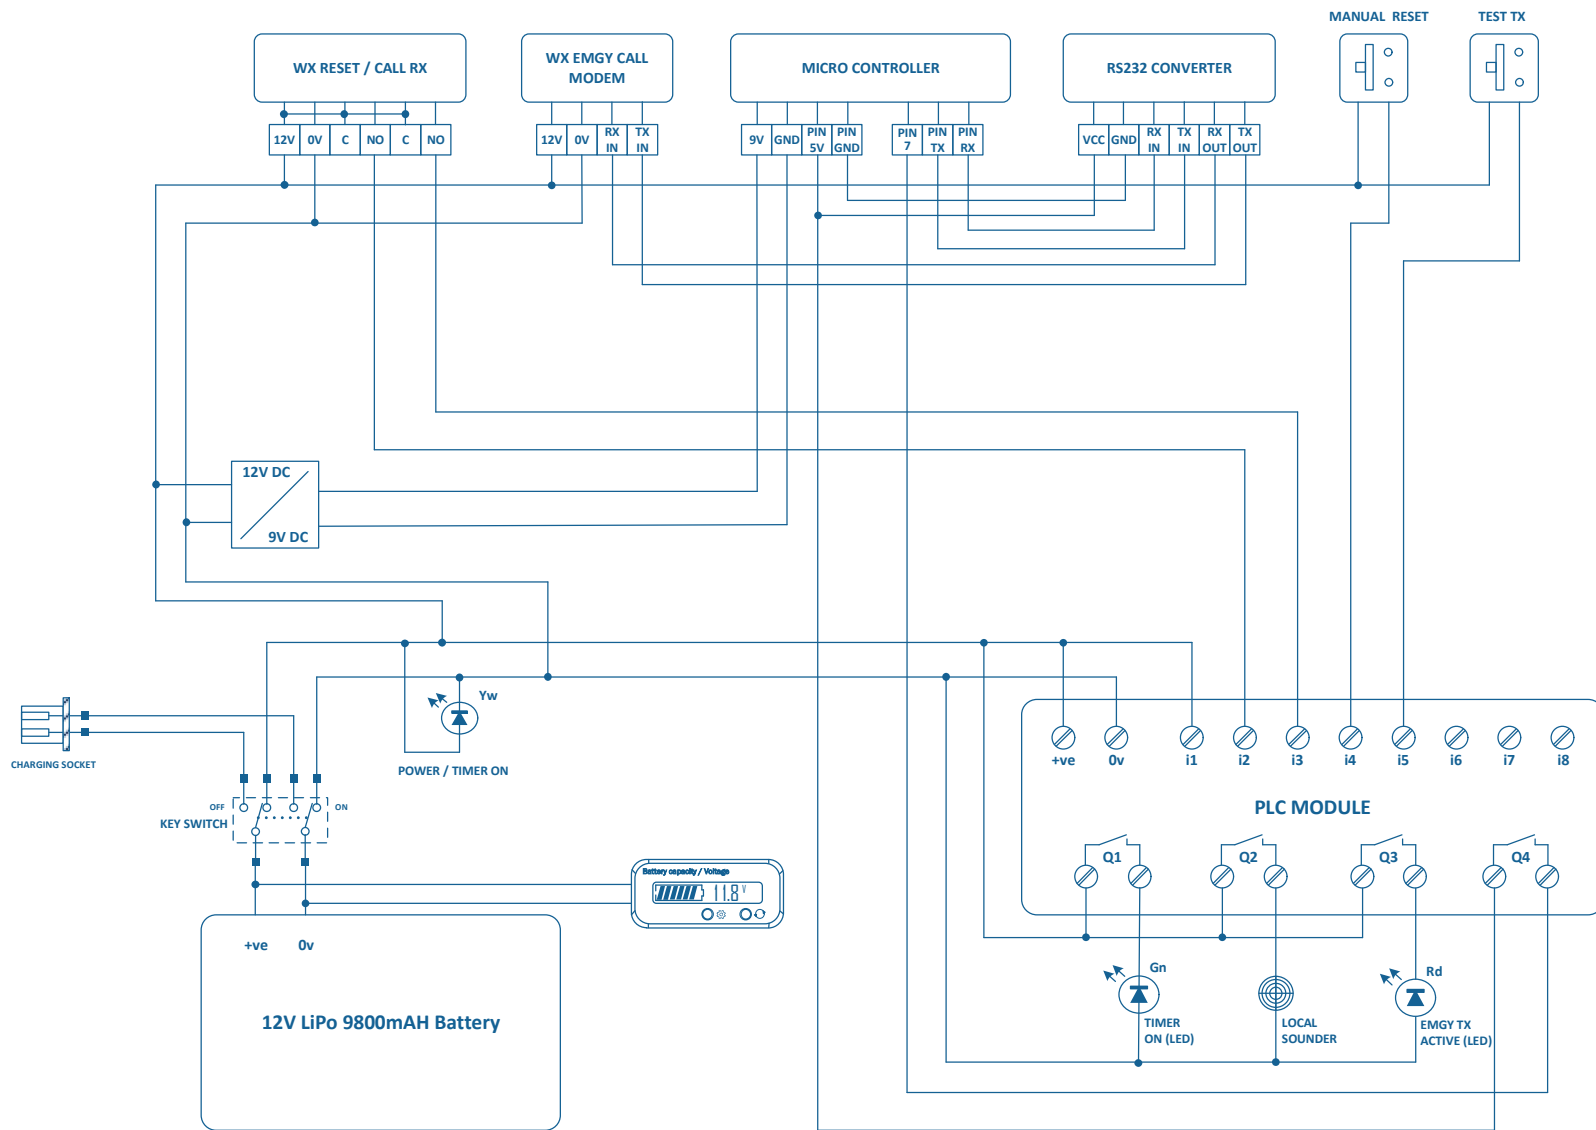 MANUAL RESET
TEST TX
WX RESET / CALL RX
WX EMGY CALL
MODEM
MICRO CONTROLLER
RS232 CONVERTER
12V
0V
C
NO
C
NO
12V
0V
RX
IN
TX
IN
9V
GND
PIN
5V
PIN
GND
PIN
7
PIN
TX
PIN
RX
VCC
GND
RX
IN
TX
IN
RX
OUT
TX
OUT
12V DC
9V DC
Yw
POWER / TIMER ON
CHARGING SOCKET
OFF
ON
KEY SWITCH
+ve
0v
i1
i2
i3
i4
i5
i6
i7
i8
PLC MODULE
Q1
Q2
Q3
Q4
Battery capacity / Voltage
11.8 V
+ve
0v
12V LiPo 9800mAH Battery
Gn
TIMER
ON (LED)
LOCAL
SOUNDER
Rd
EMGY TX
ACTIVE (LED)